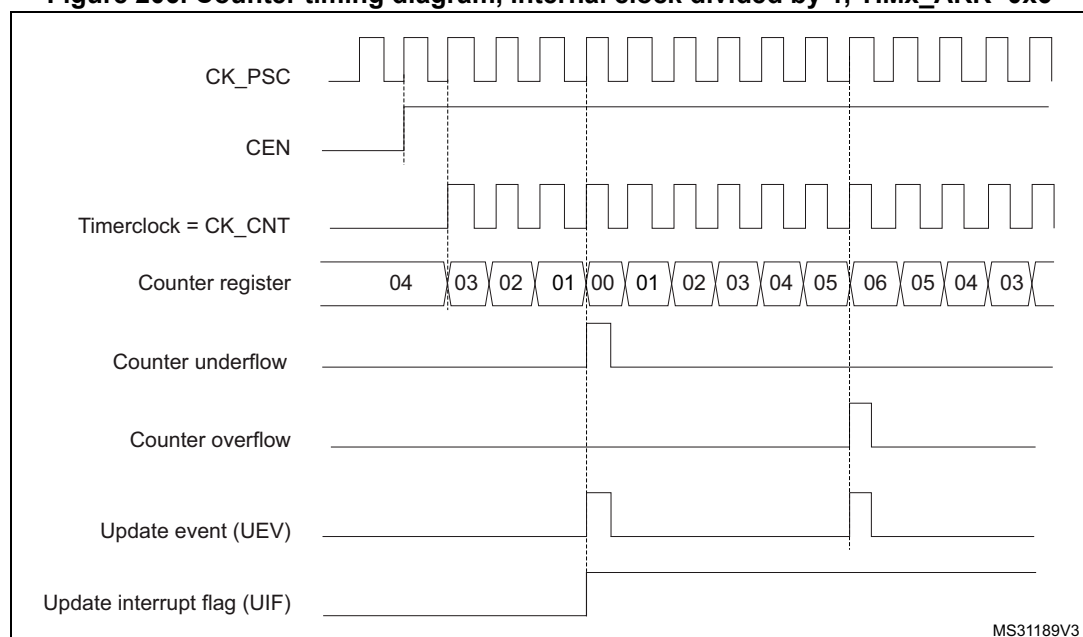 CK_PSC
CEN
Timerclock = CK_CNT
Counter register 04 03 02 01 00 01 02 03 04 05 06 05 04 03
Counter underflow
Counter overflow
Update event (UEV)
Update interrupt flag (UIF)
MS31189V3